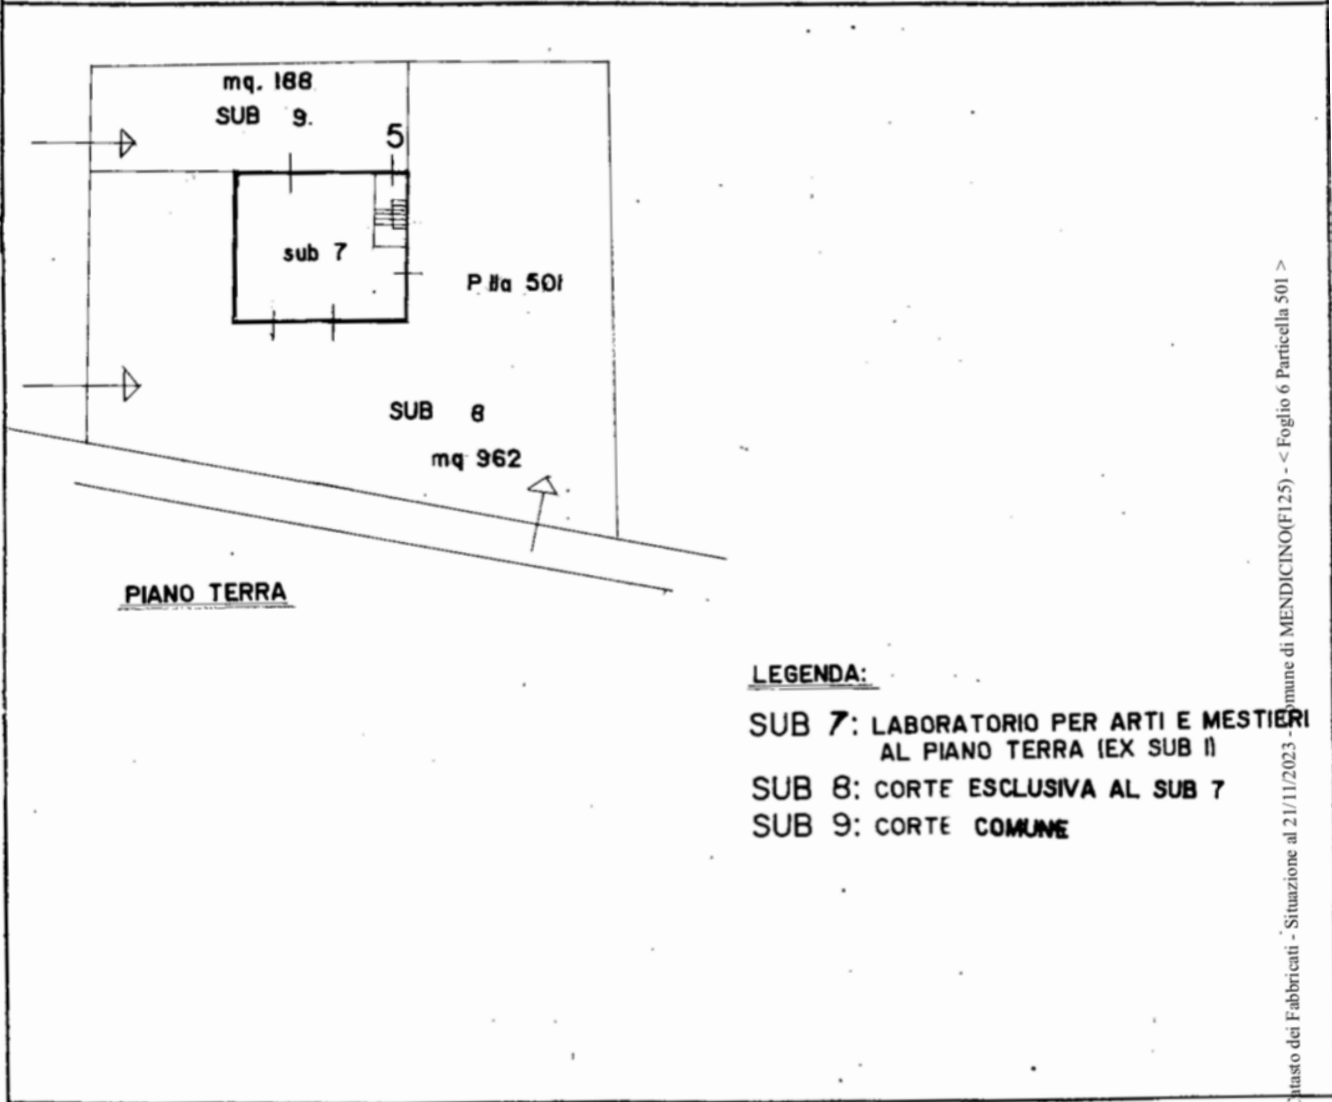 mq. 188
SUB 9.
5
sub 7
P lla 501
SUB 8
mq 962
PIANO TERRA
LEGENDA:
SUB 7: LABORATORIO PER ARTI E MESTIERI
AL PIANO TERRA (EX SUB 1)
SUB 8: CORTE ESCLUSIVA AL SUB 7
SUB 9: CORTE COMUNE
atasto dei Fabbricati - Situazione al 21/11/2023 - omune di MENDICINO(F125) - < Foglio 6 Particella 501 >